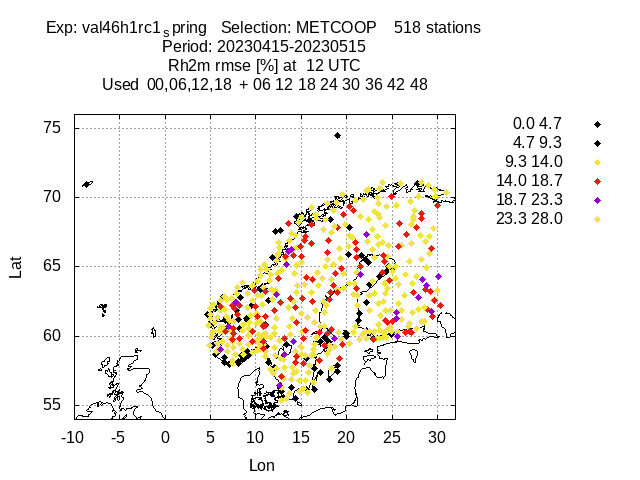 Exp: val46h1rc1spring Selection: METCOOP 518 stations
Period: 20230415-20230515
Rh2m rmse [%] at 12 UTC
Used 00,06,12,18 + 06 12 18 24 30 36 42 48
0.0 4.7
4.7 9.3
9.3 14.0
14.0 18.7
18.7 23.3
23.3 28.0
75
70
65
60
55
Lat
-10 -5 0 5 10 15 20 25 30
Lon